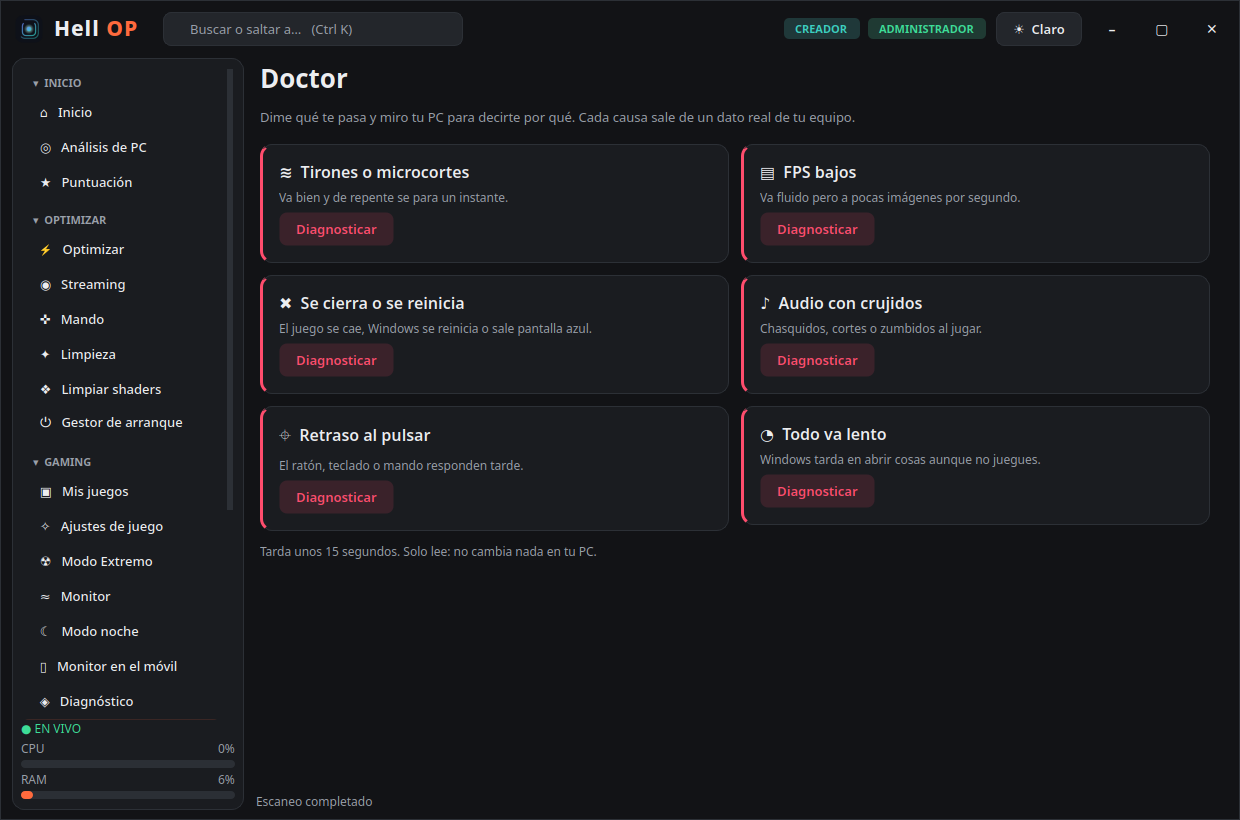 Hell OP
Buscar o saltar a... (Ctrl K)
CREADOR
ADMINISTRADOR
☀ Claro
▾ INICIO
Inicio
Análisis de PC
Puntuación
▾ OPTIMIZAR
Optimizar
Streaming
Mando
Limpieza
Limpiar shaders
Gestor de arranque
▾ GAMING
Mis juegos
Ajustes de juego
Modo Extremo
Monitor
Modo noche
Monitor en el móvil
Diagnóstico
EN VIVO
CPU 0%
RAM 6%
Doctor
Dime qué te pasa y miro tu PC para decirte por qué. Cada causa sale de un dato real de tu equipo.
Tirones o microcortes
Va bien y de repente se para un instante.
Diagnosticar
FPS bajos
Va fluido pero a pocas imágenes por segundo.
Diagnosticar
Se cierra o se reinicia
El juego se cae, Windows se reinicia o sale pantalla azul.
Diagnosticar
Audio con crujidos
Chasquidos, cortes o zumbidos al jugar.
Diagnosticar
Retraso al pulsar
El ratón, teclado o mando responden tarde.
Diagnosticar
Todo va lento
Windows tarda en abrir cosas aunque no juegues.
Diagnosticar
Tarda unos 15 segundos. Solo lee: no cambia nada en tu PC.
Escaneo completado